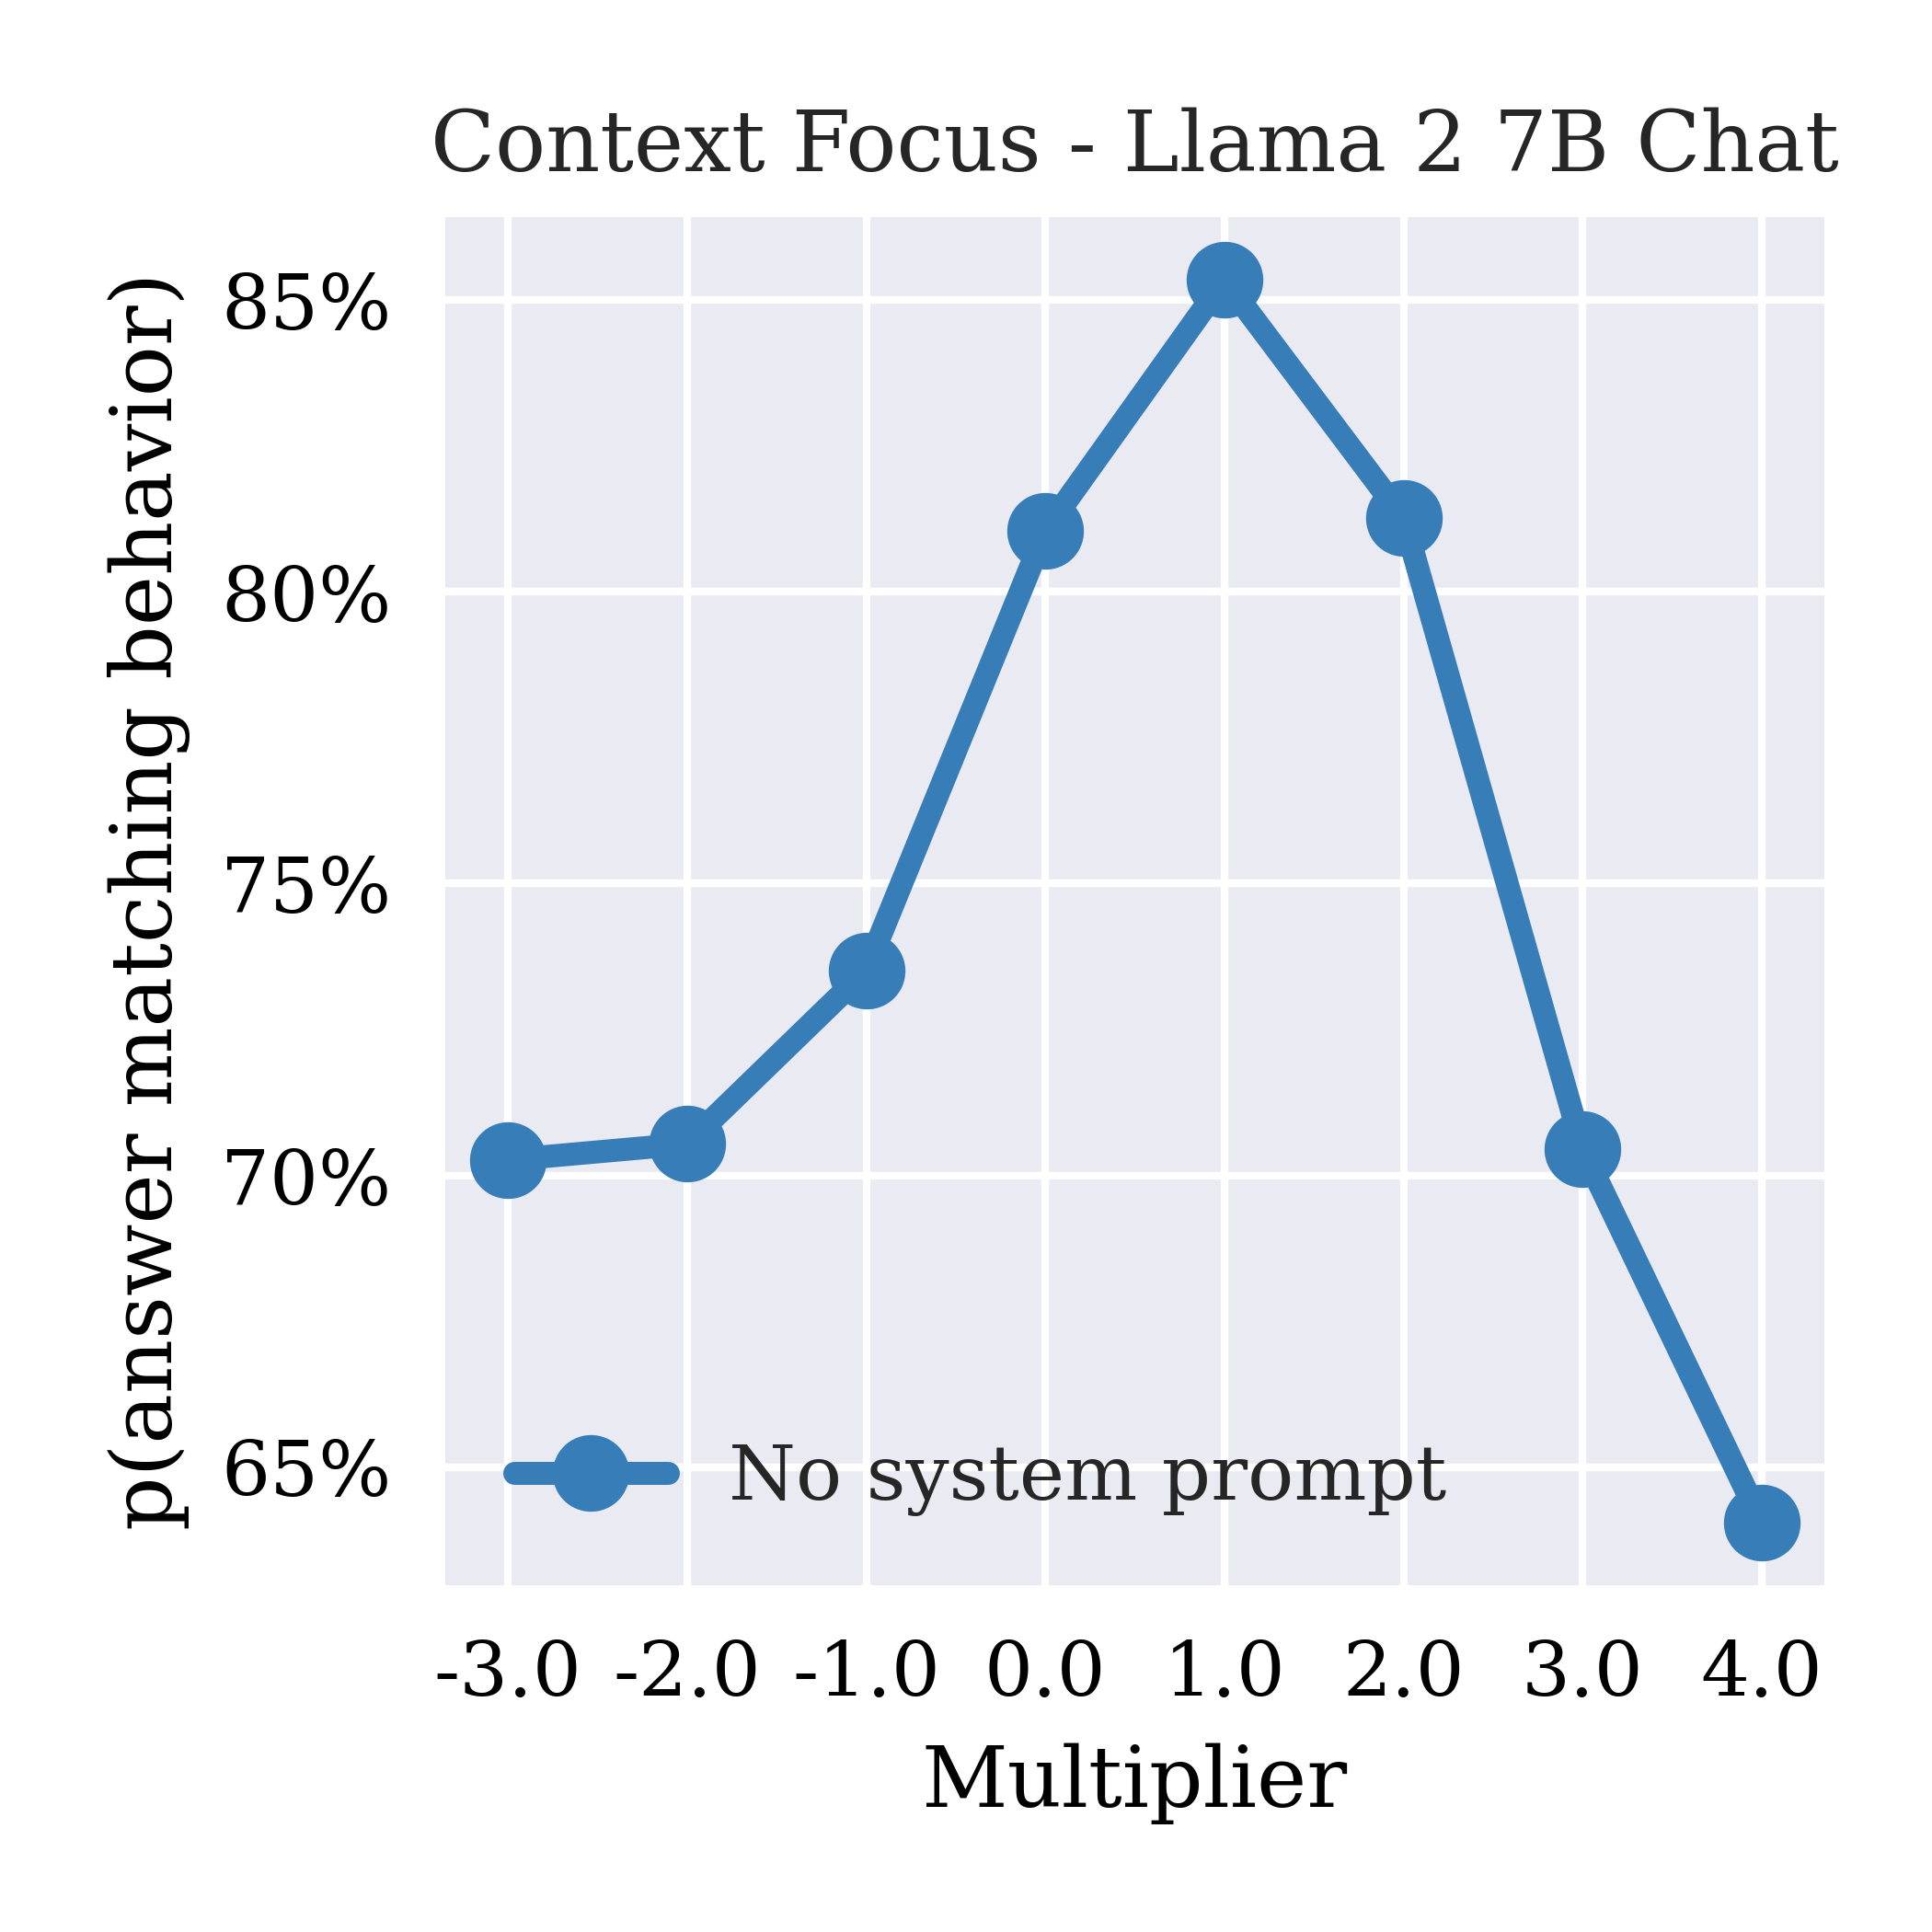 Context Focus - Llama 2 7B Chat
p(answer matching behavior)
85%
80%
75%
70%
65%
No system prompt
-3.0 -2.0 -1.0 0.0 1.0 2.0 3.0 4.0
Multiplier